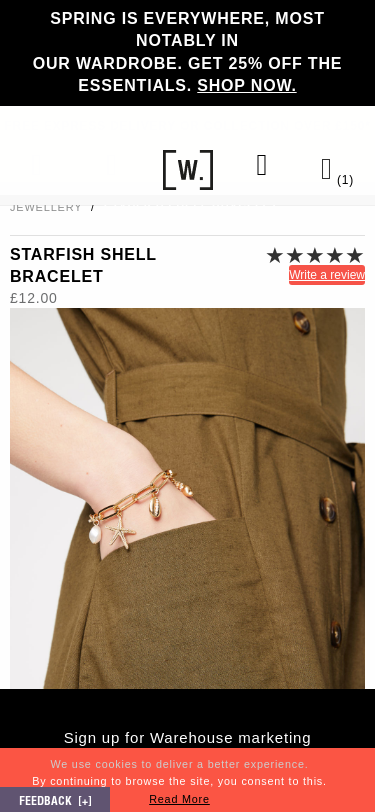 SPRING IS EVERYWHERE, MOST
NOTABLY IN
OUR WARDROBE. GET 25% OFF THE
ESSENTIALS. SHOP NOW.
[W.]
(1)
JEWELLERY /
STARFISH SHELL
BRACELET
Write a review
£12.00
Sign up for Warehouse marketing
We use cookies to deliver a better experience.
By continuing to browse the site, you consent to this.
Read More
FEEDBACK [+]